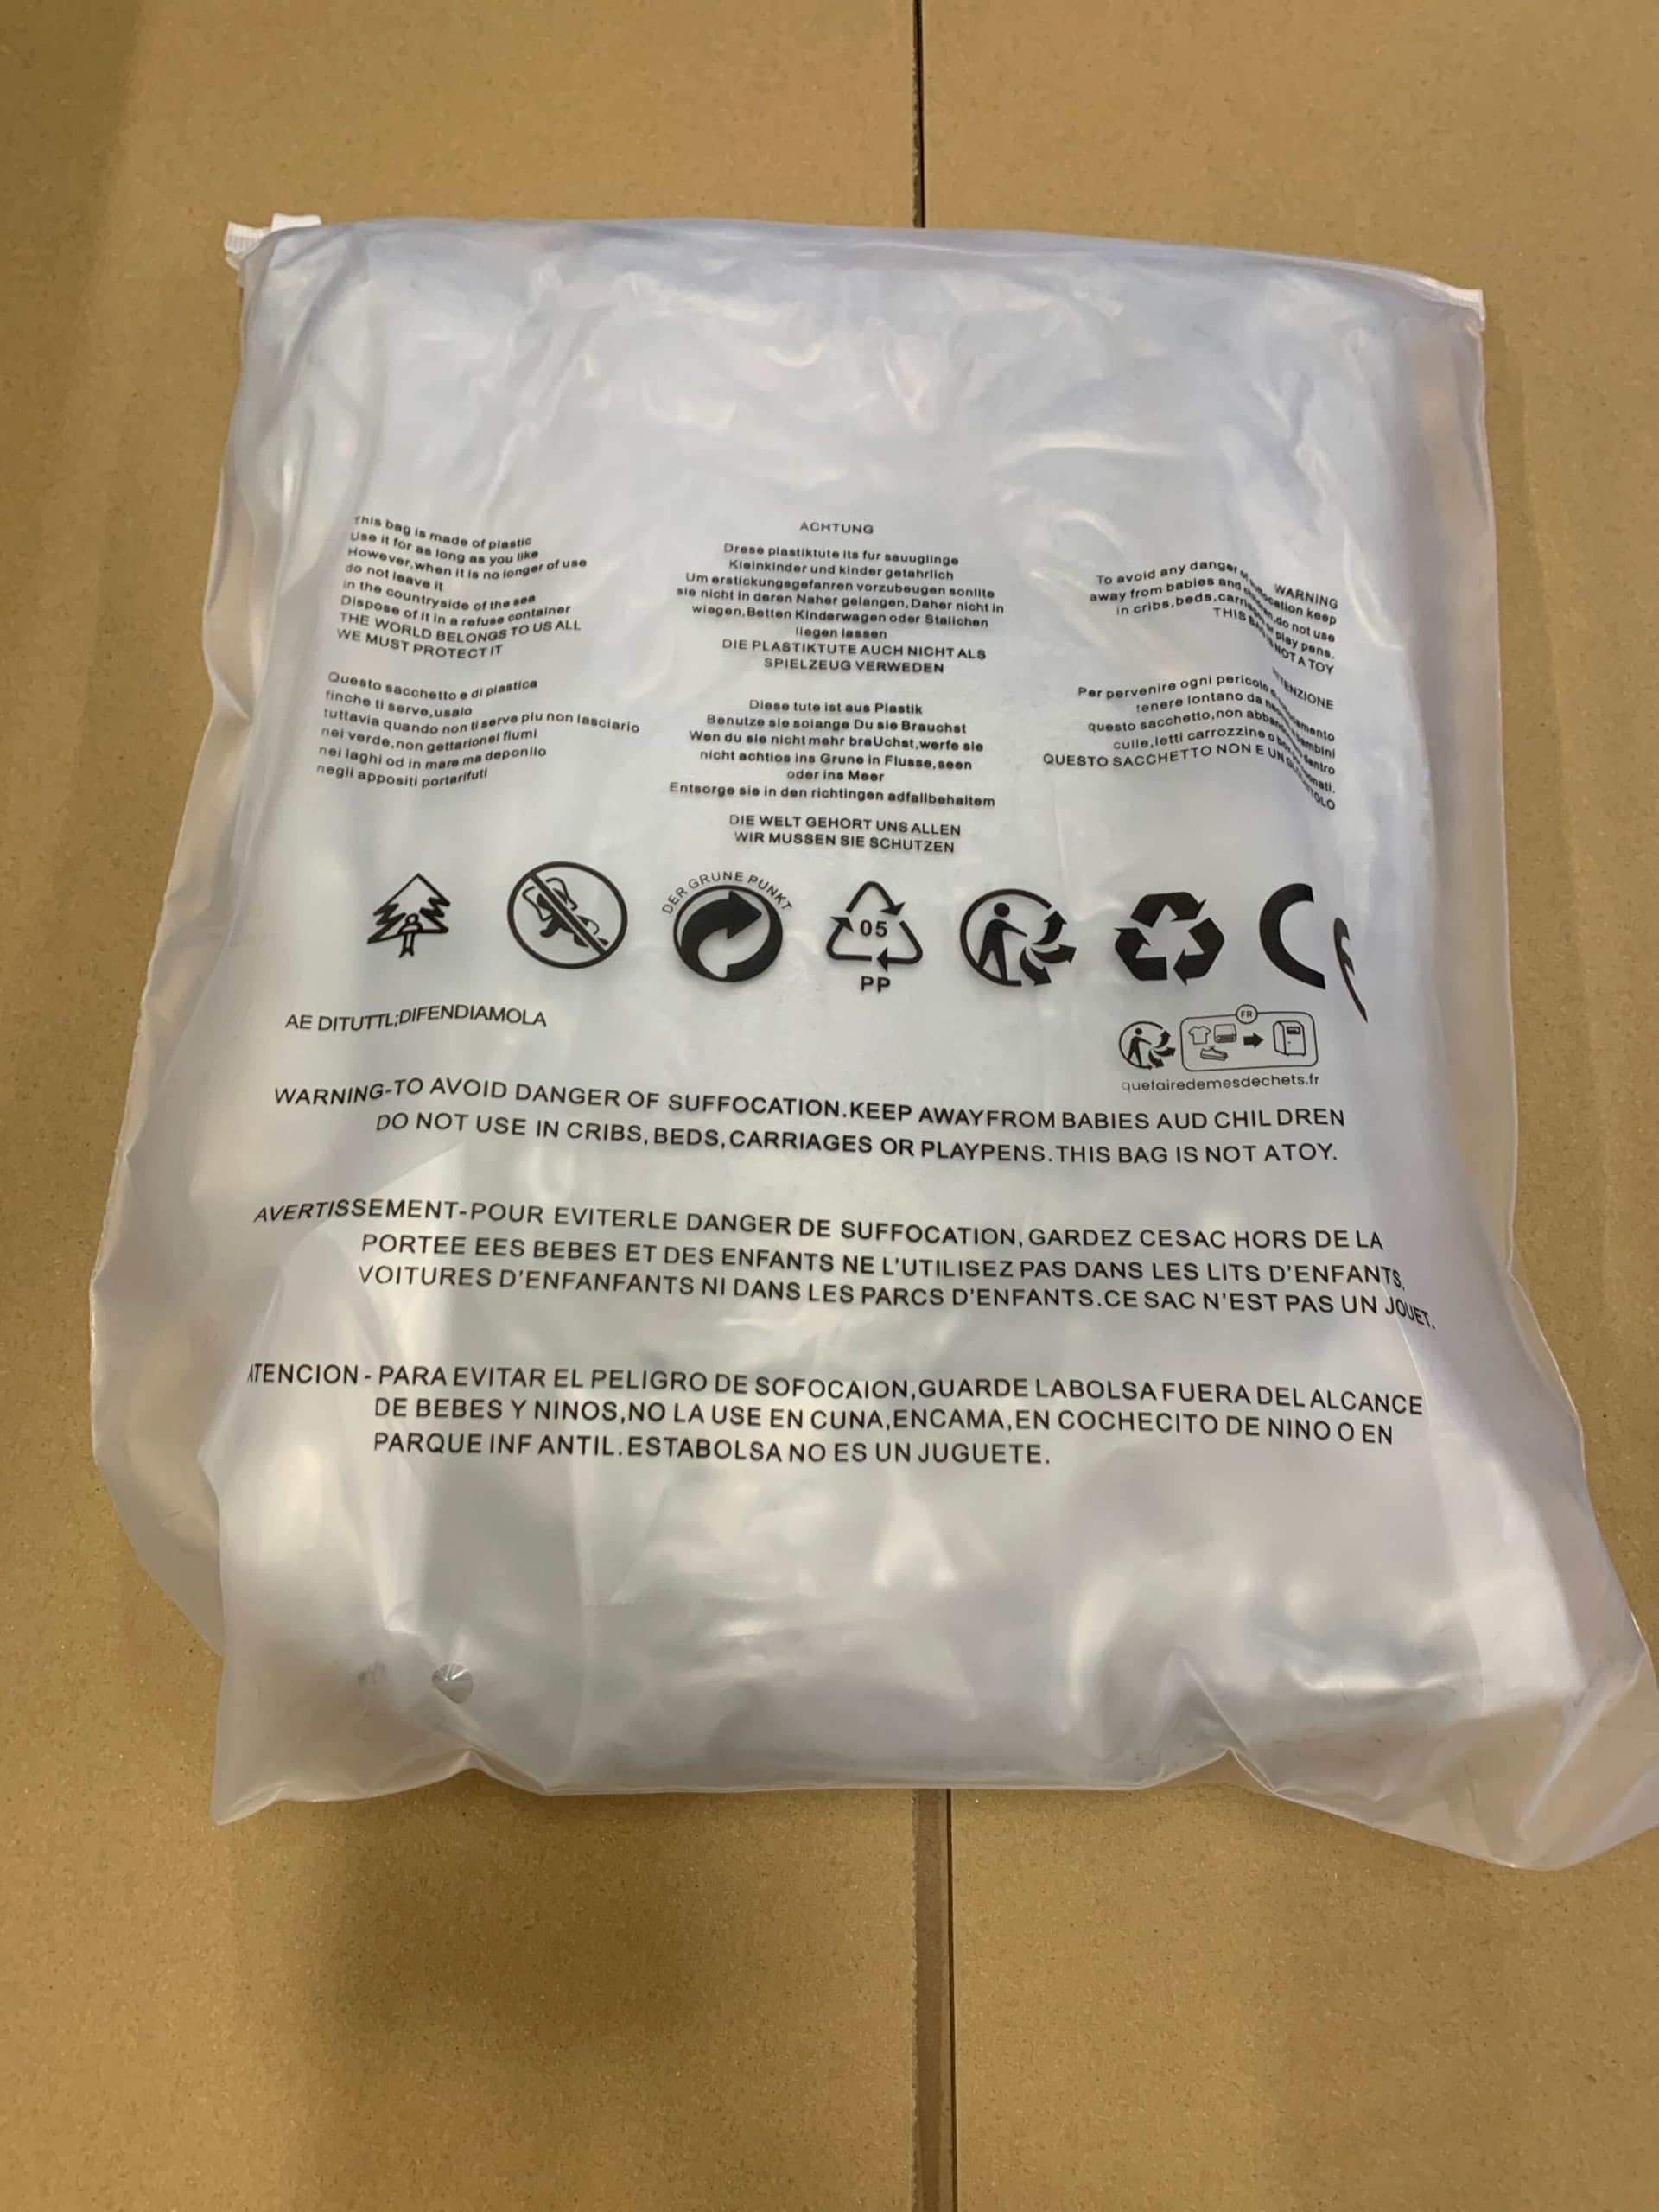 This bag is made of plastic
Use it for as long as you like
However,when it is no longer of use
do not leave it
in the countryside of the sea
Dispose of it in a refuse container
THE WORLD BELONGS TO US ALL
WE MUST PROTECT IT
Questo sacchetto e di plastica
finche ti serve,usalo
tuttavia quando non ti serve piu non lasciario
nei verde,non gettarionel fiumi
nei laghi od in mare ma deponilo
negli appositi portarifuti
ACHTUNG
Drese plastiktute its fur sauuglinge
Kleinkinder und kinder getahrlich
Um erstickungsgefanren vorzubeugen sonlite
sie nicht in deren Naher gelangen,Daher nicht in
wiegen,Betten Kinderwagen oder Stalichen
liegen lassen
DIE PLASTIKTUTE AUCH NICHT ALS
SPIELZEUG VERWEDEN
Diese tute ist aus Plastik
Benutze sie solange Du sie Brauchst
Wen du sie nicht mehr braUchst,werfe sie
nicht achtios ins Grune in Flusse,seen
oder ins Meer
Entsorge sie in den richtingen adfallbehaltem
DIE WELT GEHORT UNS ALLEN
WIR MUSSEN SIE SCHUTZEN
WARNING
To avoid any danger of keep
away from babies and do not use
in cribs,beds, or play pens.
THIS NOT A TOY
Per pervenire ogni pericolo
tenere lontano da
questo sacchetto,non
culle,letti carrozzine o
QUESTO SACCHETTO NON E UN
DER GRUNE PUNKT
05
PP
CE
AE DITUTTL;DIFENDIAMOLA
FR
quefairedemesdechets.fr
WARNING-TO AVOID DANGER OF SUFFOCATION.KEEP AWAYFROM BABIES AUD CHIL DREN
DO NOT USE IN CRIBS,BEDS,CARRIAGES OR PLAYPENS.THIS BAG IS NOT ATOY.
AVERTISSEMENT-POUR EVITERLE DANGER DE SUFFOCATION,GARDEZ CESAC HORS DE LA
PORTEE EES BEBES ET DES ENFANTS NE L'UTILISEZ PAS DANS LES LITS D'ENFANTS,
VOITURES D'ENFANFANTS NI DANS LES PARCS D'ENFANTS.CE SAC N'EST PAS UN JOUET.
ATENCION-PARA EVITAR EL PELIGRO DE SOFOCAION,GUARDE LABOLSA FUERA DEL ALCANCE
DE BEBES Y NINOS,NO LA USE EN CUNA,ENCAMA,EN COCHECITO DE NINO O EN
PARQUE INF ANTIL.ESTABOLSA NO ES UN JUGUETE.